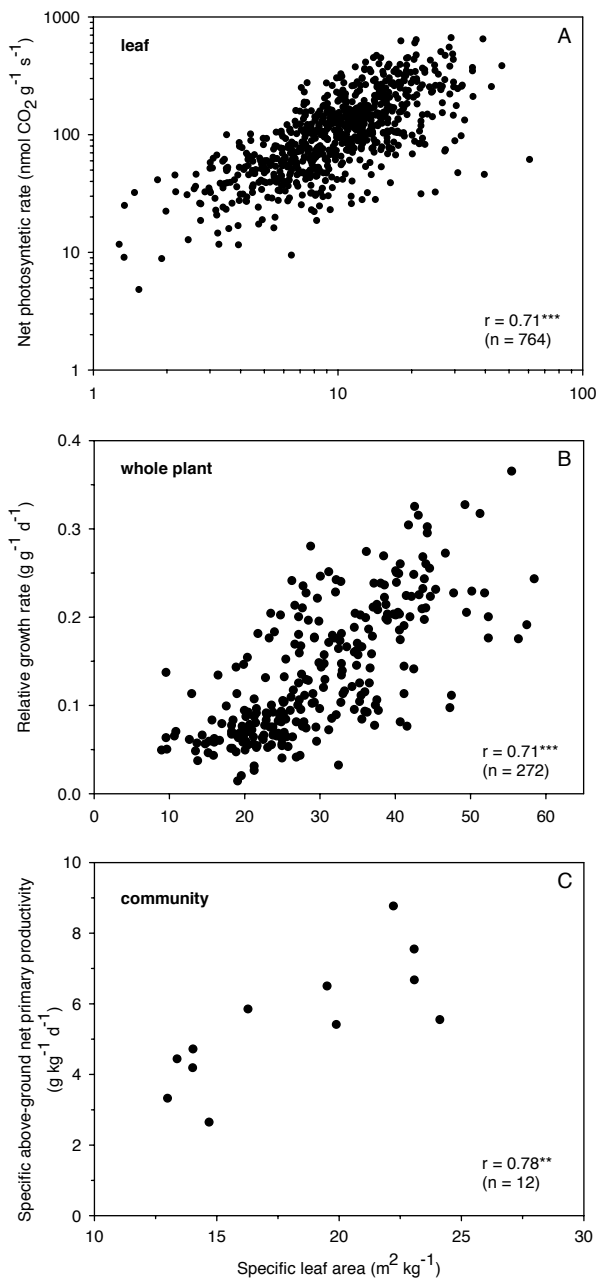 A
leaf
Net photosyntetic rate (nmol CO2 g-1 s-1)
1000
100
10
1
r = 0.71***
(n = 764)
1
10
100
B
whole plant
Relative growth rate (g g-1 d-1)
0.4
0.3
0.2
0.1
0.0
r = 0.71***
(n = 272)
0
10
20
30
40
50
60
C
community
Specific above-ground net primary productivity
(g kg-1 d-1)
10
8
6
4
2
0
r = 0.78**
(n = 12)
10
15
20
25
30
Specific leaf area (m2 kg-1)